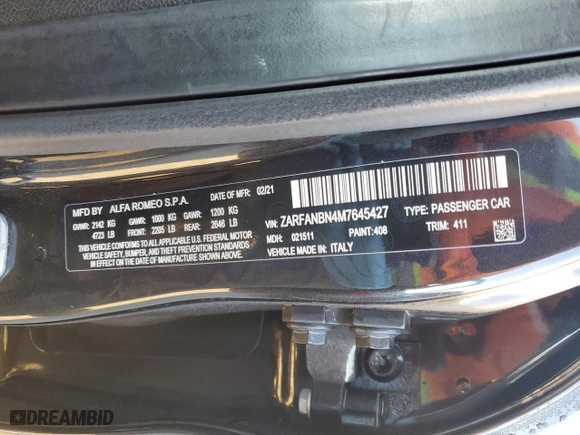 MFD BY ALFA ROMEO S.P.A. DATE OF MFR: 02/21
GVWR: 2142 KG GAWR: 1000 KG GAWR: 1200 KG
4723 LB FRONT: 2205 LB REAR: 2646 LB
THIS VEHICLE CONFORMS TO ALL APPLICABLE U.S. FEDERAL MOTOR
VEHICLE SAFETY, BUMPER, AND THEFT PREVENTION STANDARDS
IN EFFECT ON THE DATE OF MANUFACTURE SHOWN ABOVE.
VIN: ZARFANBN4M7645427 TYPE: PASSENGER CAR
MDH: 021511 PAINT:408 TRIM: 411
VEHICLE MADE IN: ITALY
DREAMBID